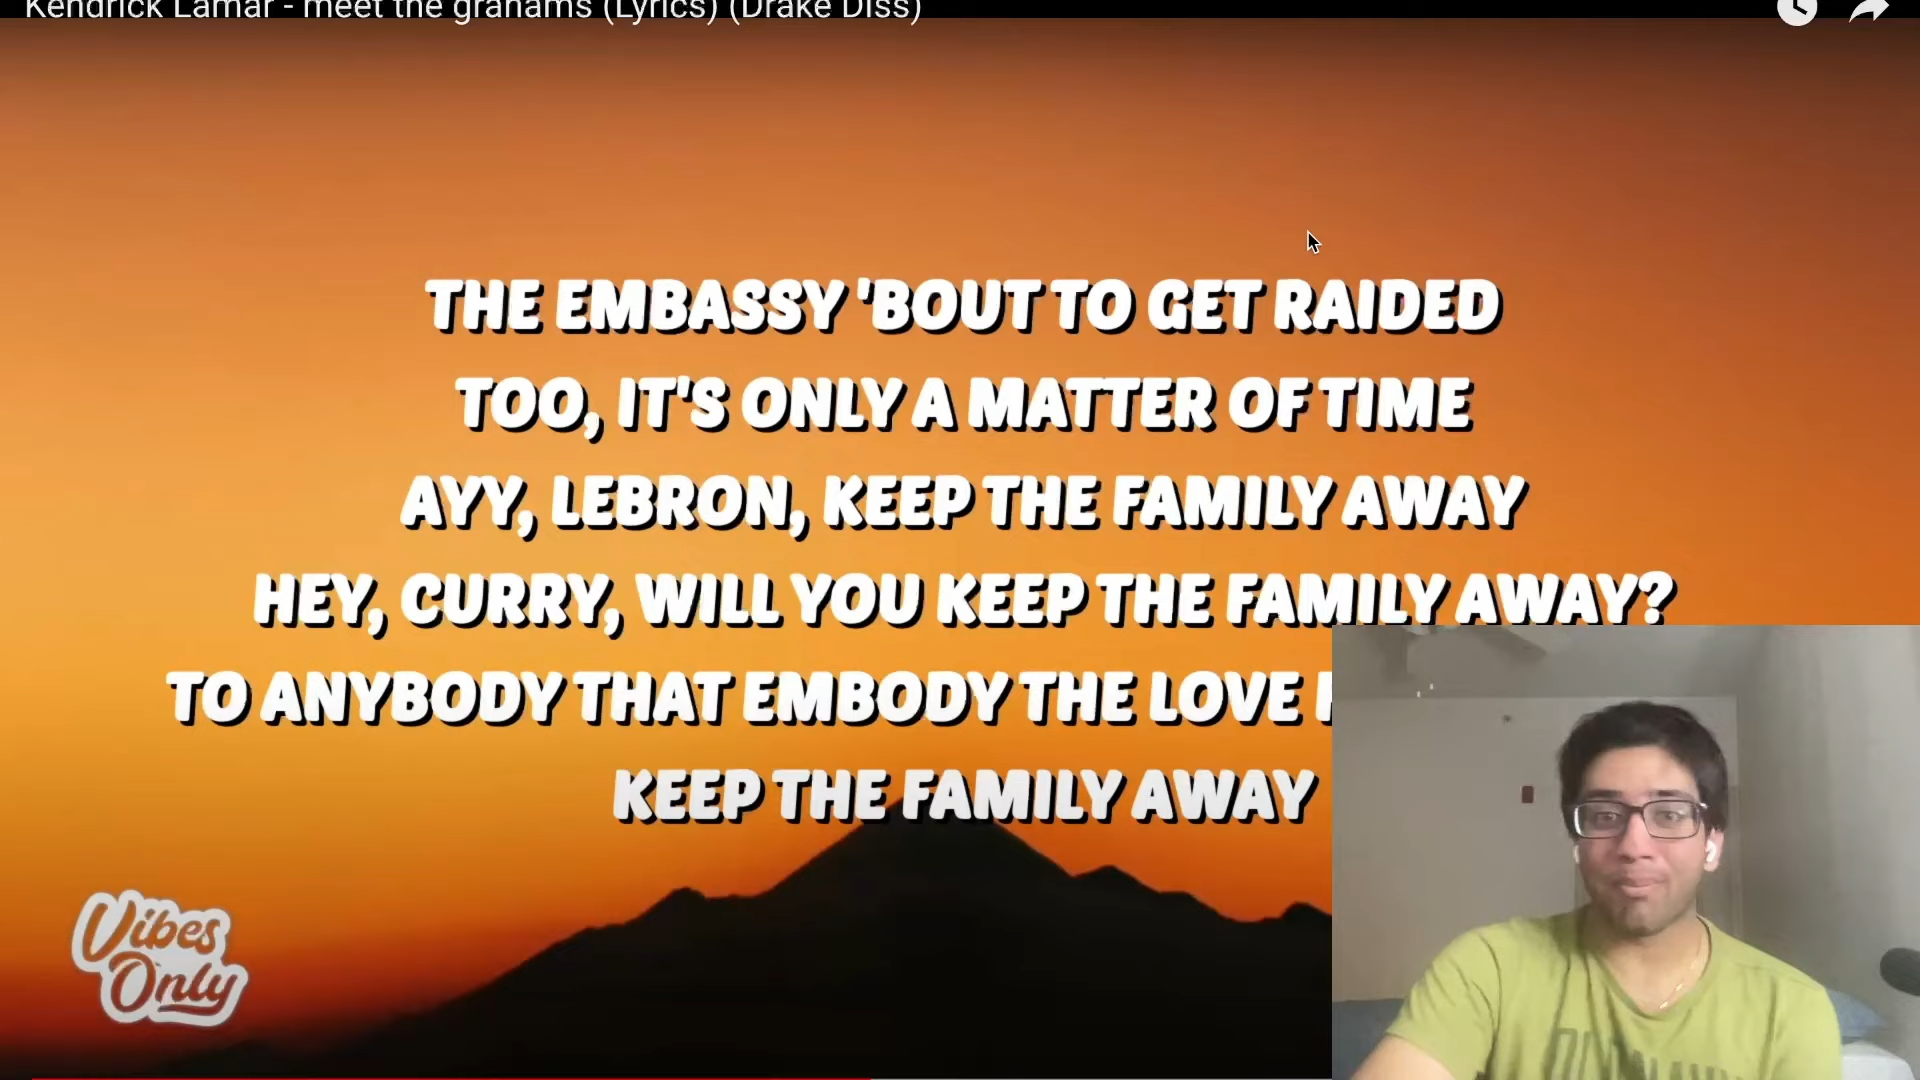 Kendrick Lamar - meet the grahams (Lyrics) (Drake Diss)
THE EMBASSY 'BOUT TO GET RAIDED
TOO, IT'S ONLY A MATTER OF TIME
AYY, LEBRON, KEEP THE FAMILY AWAY
HEY, CURRY, WILL YOU KEEP THE FAMILY AWAY?
TO ANYBODY THAT EMBODY THE LOVE
KEEP THE FAMILY AWAY
Vibes
Only